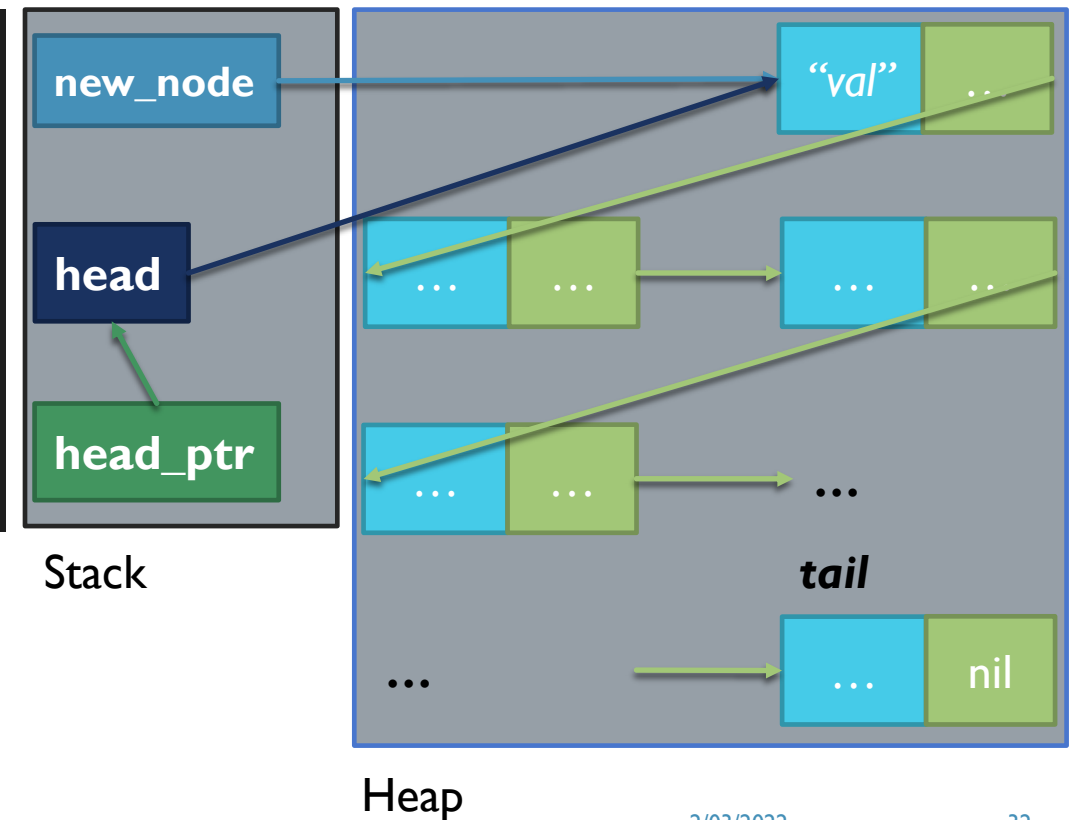 new_node
“val” ...
head
... ... ... ...
head_ptr
... ... ...
Stack
tail
... ... nil
Heap